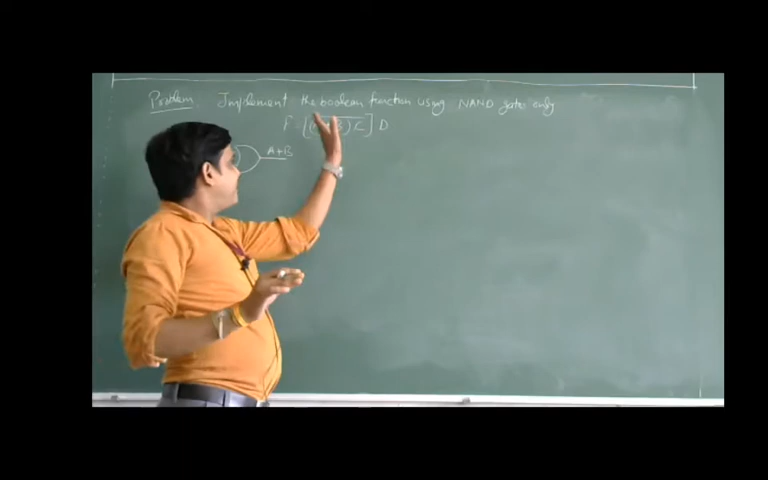 Problem Implement the boolean function using NAND gates only
F = [(  B) C] D
A+B